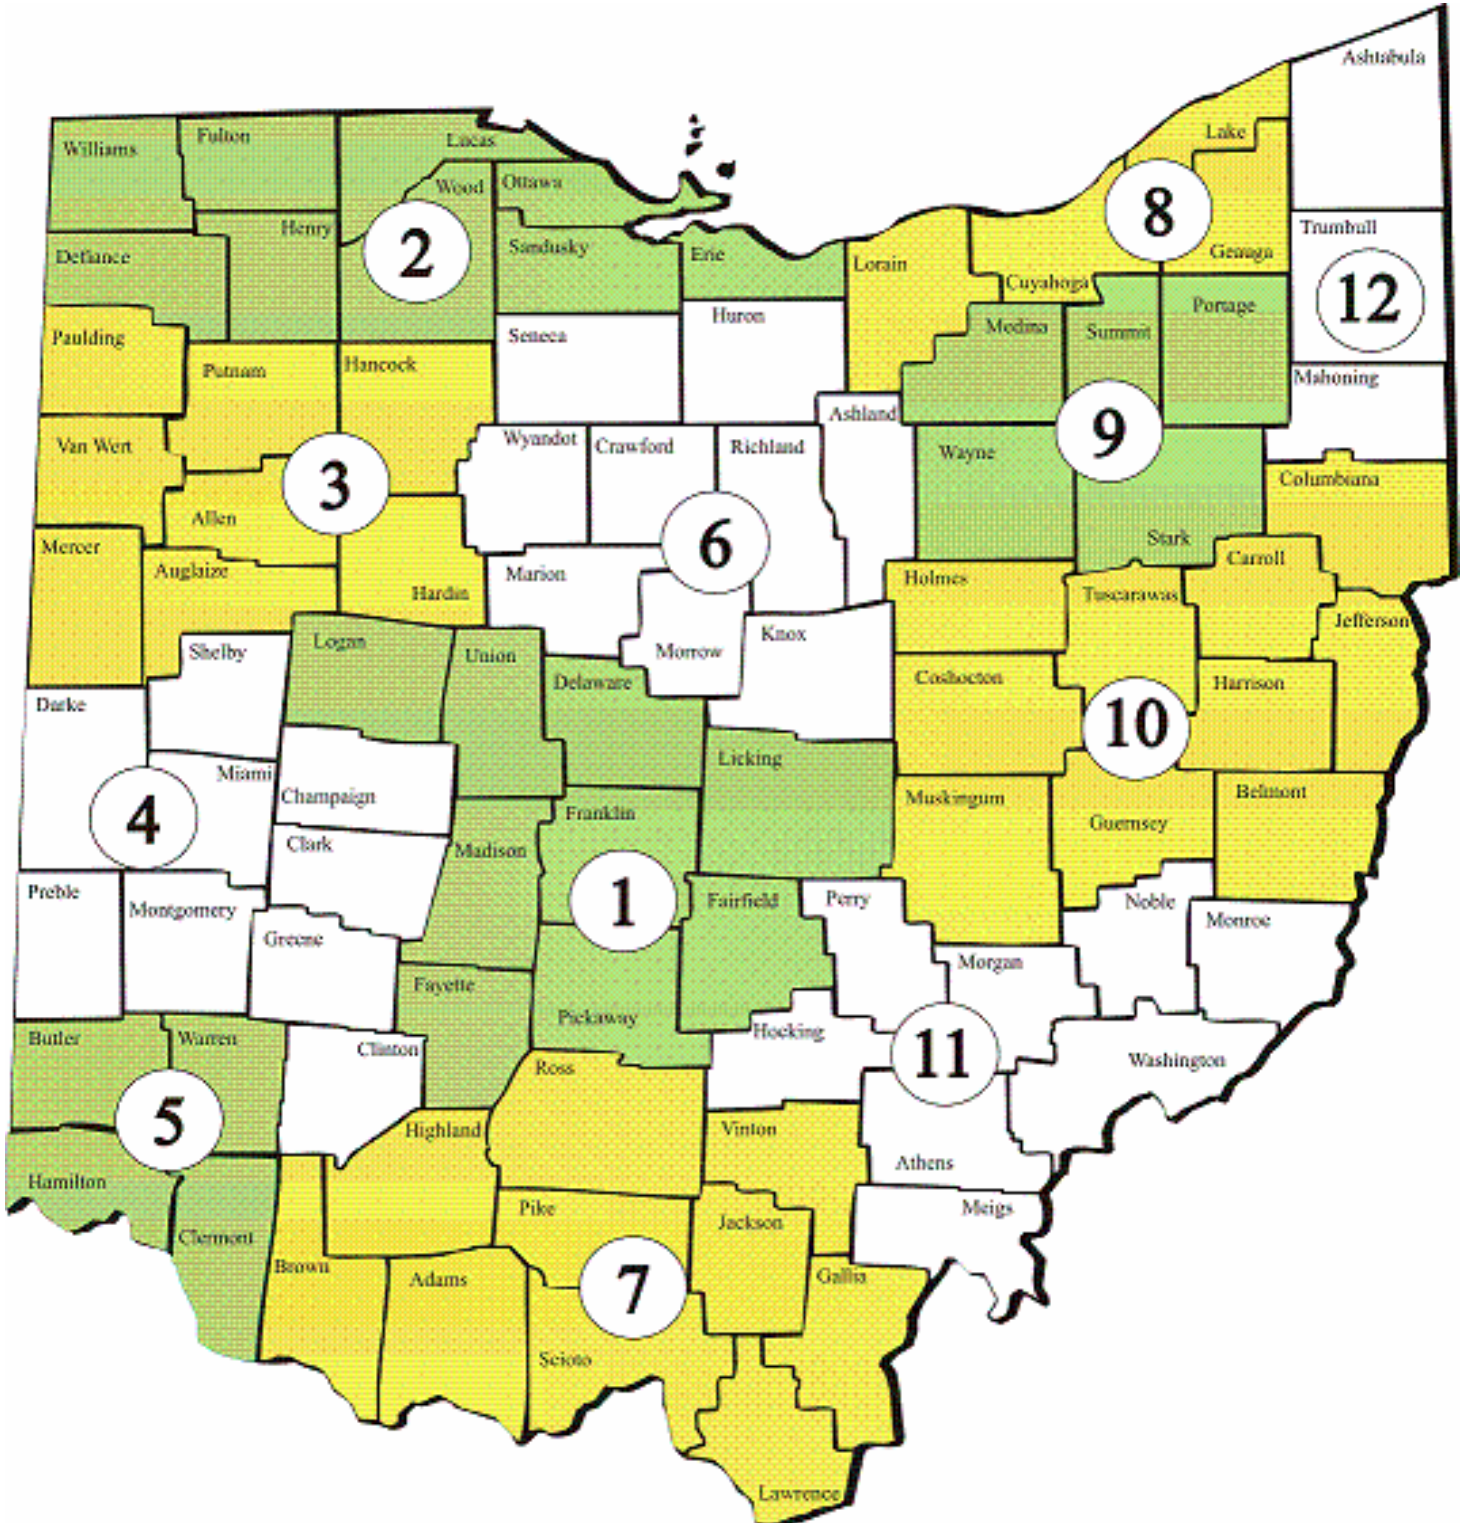 Ashtabula
Lake
Williams
Fulton
Lucas
Wood
Ottawa
8
Henry
2
Sandusky
Erie
Lorain
Geauga
Trumbull
Defiance
Cuyahoga
12
Paulding
Putnam
Hancock
Seneca
Huron
Medina
Summit
Portage
Mahoning
Van Wert
3
Allen
Wyandot
Crawford
Richland
Ashland
Wayne
9
Columbiana
Mercer
Auglaize
Hardin
Marion
6
Holmes
Stark
Carroll
Tuscarawas
Jefferson
Shelby
Logan
Union
Delaware
Morrow
Knox
Coshocton
Harrison
Darke
10
Miami
Champaign
Licking
Muskingum
Guernsey
Belmont
4
Clark
Madison
Franklin
Preble
Montgomery
Greene
1
Fairfield
Perry
Noble
Monroe
Fayette
Pickaway
Morgan
Hocking
11
Washington
Butler
Warren
Clinton
Ross
5
Highland
Vinton
Athens
Hamilton
Clermont
Pike
Jackson
Meigs
Brown
Adams
7
Gallia
Scioto
Lawrence